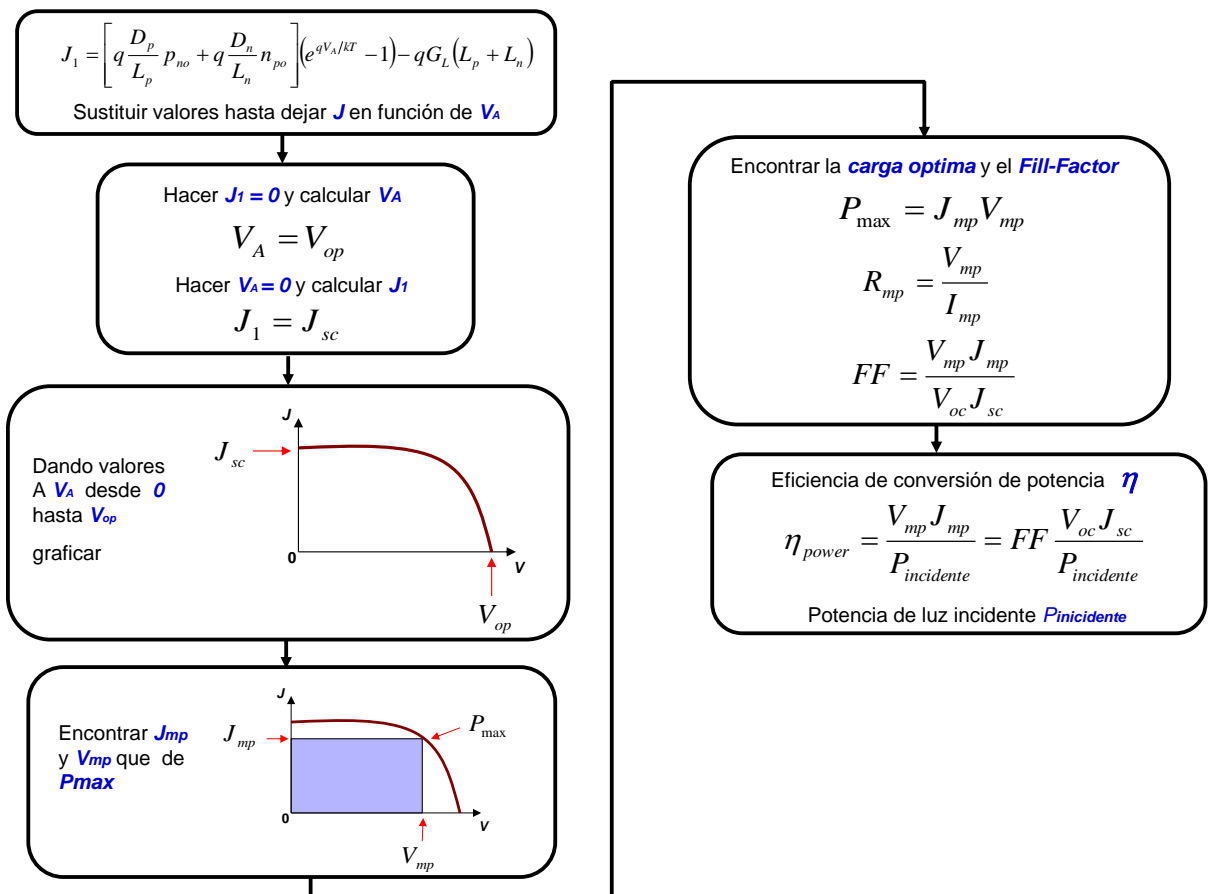 J₁ = [q D_p/L_p p_no + q D_n/L_n n_po](e^{qV_A/kT} − 1) − qG_L(L_p + L_n)
Sustituir valores hasta dejar J en función de V_A
Hacer J₁ = 0 y calcular V_A
V_A = V_op
Hacer V_A = 0 y calcular J₁
J₁ = J_sc
Dando valores
A V_A desde 0
hasta V_op
graficar
J
J_sc
0
V
V_op
Encontrar J_mp
y V_mp que de
Pmax
J
J_mp
P_max
0
V
V_mp
Encontrar la carga optima y el Fill-Factor
P_max = J_mp V_mp
R_mp = V_mp/I_mp
FF = V_mp J_mp/V_oc J_sc
Eficiencia de conversión de potencia η
η_power = V_mp J_mp/P_incidente = FF V_oc J_sc/P_incidente
Potencia de luz incidente Pinicidente